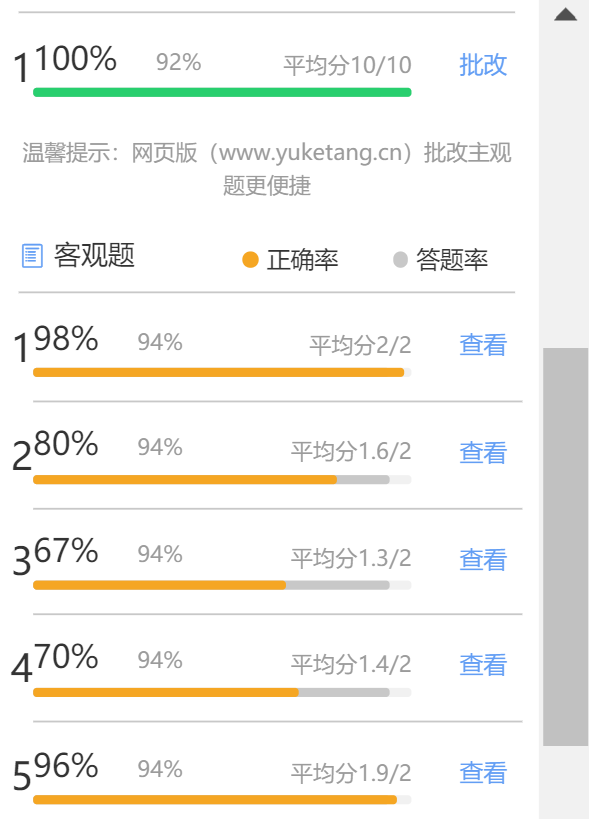 1 100% 92% 平均分10/10 批改
温馨提示：网页版（www.yuketang.cn）批改主观
题更便捷
客观题 正确率 答题率
1 98% 94% 平均分2/2 查看
2 80% 94% 平均分1.6/2 查看
3 67% 94% 平均分1.3/2 查看
4 70% 94% 平均分1.4/2 查看
5 96% 94% 平均分1.9/2 查看